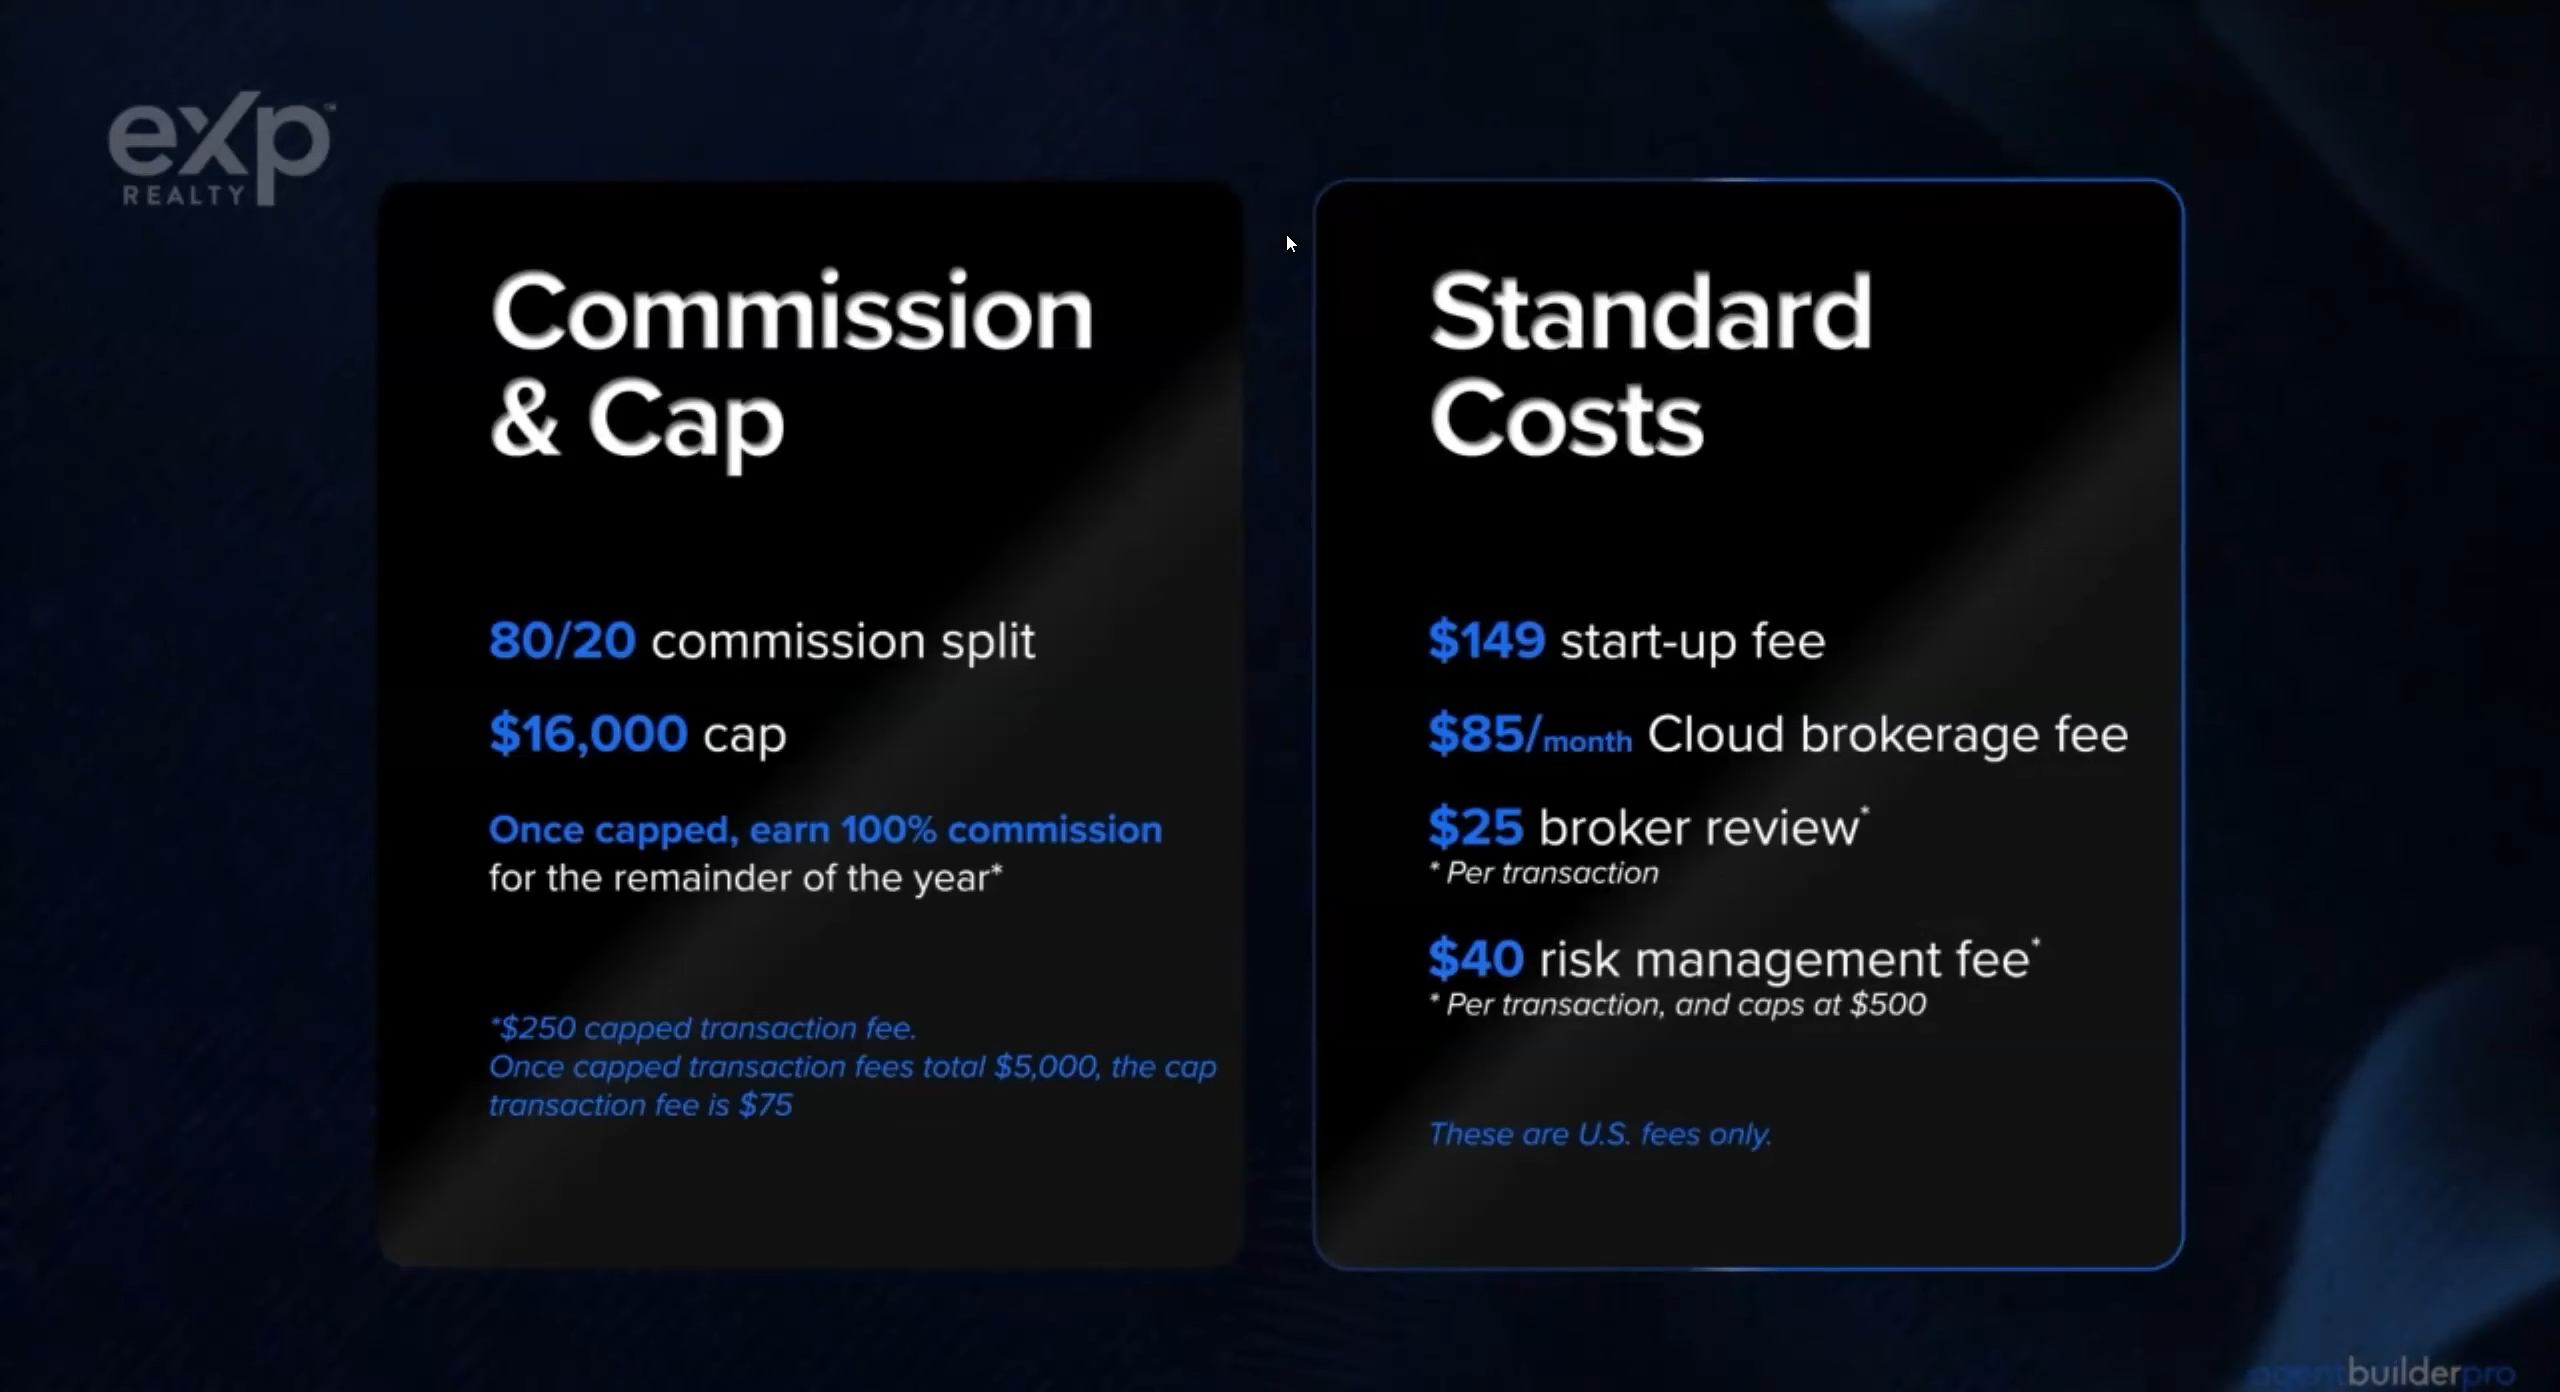 eXp
REALTY
Commission
& Cap
80/20 commission split
$16,000 cap
Once capped, earn 100% commission
for the remainder of the year*
*$250 capped transaction fee.
Once capped transaction fees total $5,000, the cap
transaction fee is $75
Standard
Costs
$149 start-up fee
$85/month Cloud brokerage fee
$25 broker review*
* Per transaction
$40 risk management fee*
* Per transaction, and caps at $500
These are U.S. fees only.
agentbuilderpro